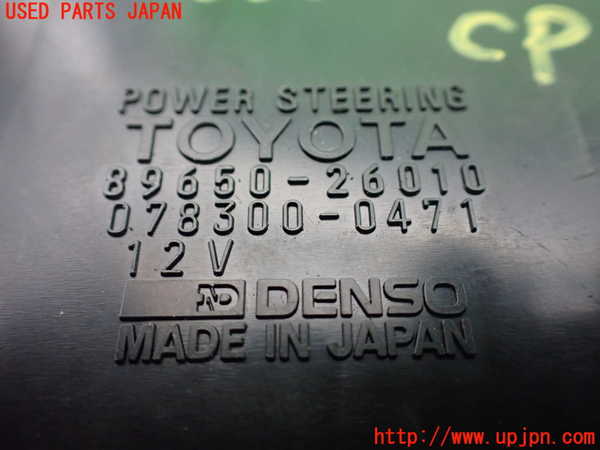 USED PARTS JAPAN
CP
POWER STEERING
TOYOTA
89650-26010
078300-0471
12V
ND DENSO
MADE IN JAPAN
http://www.upjpn.com/